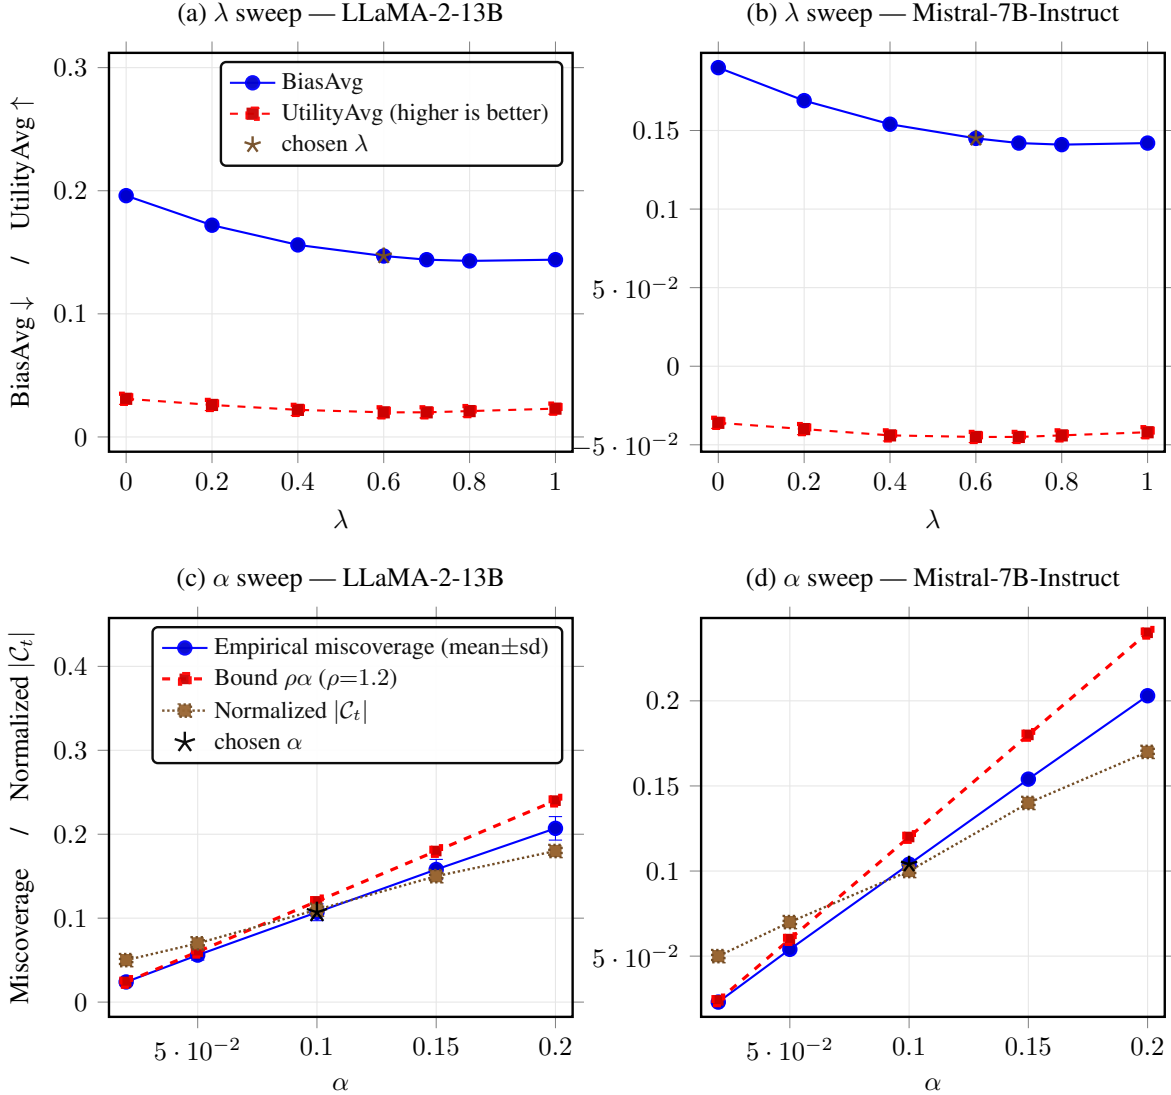 (a) λ sweep — LLaMA-2-13B
(b) λ sweep — Mistral-7B-Instruct
BiasAvg ↓ / UtilityAvg ↑
0.3
0.2
0.1
0
BiasAvg
UtilityAvg (higher is better)
chosen λ
0 0.2 0.4 0.6 0.8 1
λ
0.15
0.1
5 · 10⁻²
0
−5 · 10⁻²
0 0.2 0.4 0.6 0.8 1
λ
(c) α sweep — LLaMA-2-13B
(d) α sweep — Mistral-7B-Instruct
Miscoverage / Normalized |𝒞ₜ|
0.4
0.3
0.2
0.1
0
Empirical miscoverage (mean±sd)
Bound ρα (ρ=1.2)
Normalized |𝒞ₜ|
chosen α
5 · 10⁻² 0.1 0.15 0.2
α
0.2
0.15
0.1
5 · 10⁻²
5 · 10⁻² 0.1 0.15 0.2
α